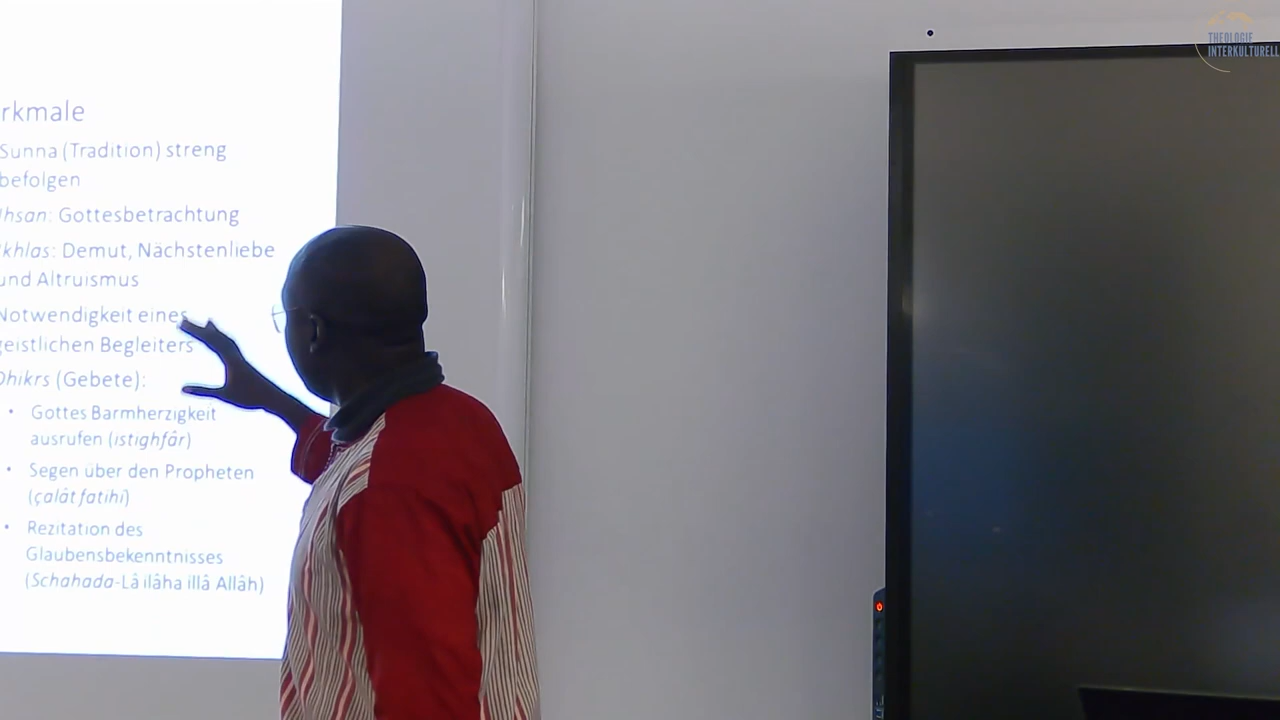 rkmale
Sunna (Tradition) streng
befolgen
Ihsan: Gottesbetrachtung
Ikhlas: Demut, Nächstenliebe
und Altruismus
Notwendigkeit eines
geistlichen Begleiters
Dhikrs (Gebete):
• Gottes Barmherzigkeit
ausrufen (istighfâr)
• Segen über den Propheten
(çalât fatihi)
• Rezitation des
Glaubensbekenntnisses
(Schahada-Lâ ilâha illâ Allâh)
THEOLOGIE
INTERKULTURELL